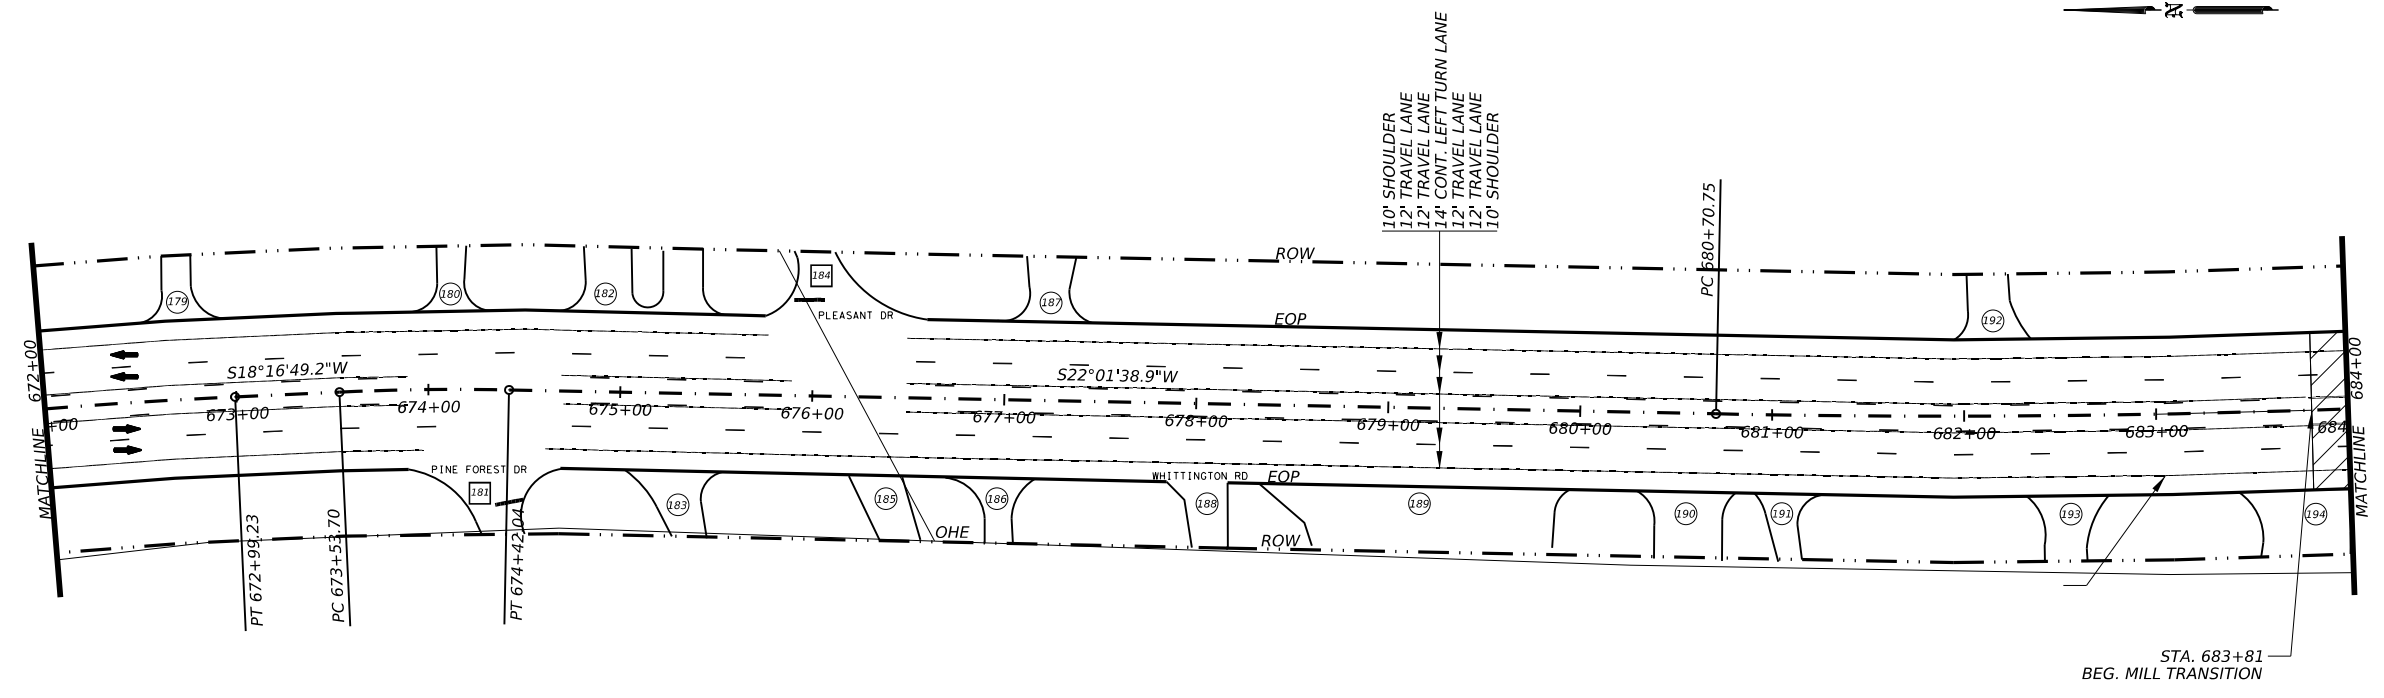 N
10' SHOULDER
12' TRAVEL LANE
12' TRAVEL LANE
14' CONT. LEFT TURN LANE
12' TRAVEL LANE
12' TRAVEL LANE
10' SHOULDER
PC 680+70.75
ROW
184
179
180
182
187
192
PLEASANT DR
EOP
MATCHLINE 672+00
S18°16'49.2"W
S22°01'38.9"W
+00
673+00
674+00
675+00
676+00
677+00
678+00
679+00
680+00
681+00
682+00
683+00
684
MATCHLINE 684+00
PINE FOREST DR
WHITTINGTON RD
EOP
181
183
185
186
188
189
190
191
193
194
OHE
ROW
PT 672+99.23
PC 673+53.70
PT 674+42.04
STA. 683+81
BEG. MILL TRANSITION